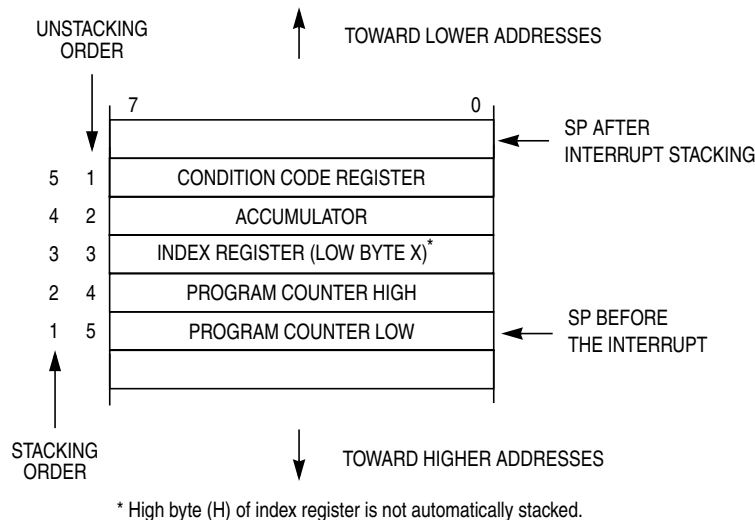 UNSTACKING
ORDER
TOWARD LOWER ADDRESSES
7 0
SP AFTER
INTERRUPT STACKING
5 1 CONDITION CODE REGISTER
4 2 ACCUMULATOR
3 3 INDEX REGISTER (LOW BYTE X)*
2 4 PROGRAM COUNTER HIGH
1 5 PROGRAM COUNTER LOW
SP BEFORE
THE INTERRUPT
STACKING
ORDER
TOWARD HIGHER ADDRESSES
* High byte (H) of index register is not automatically stacked.